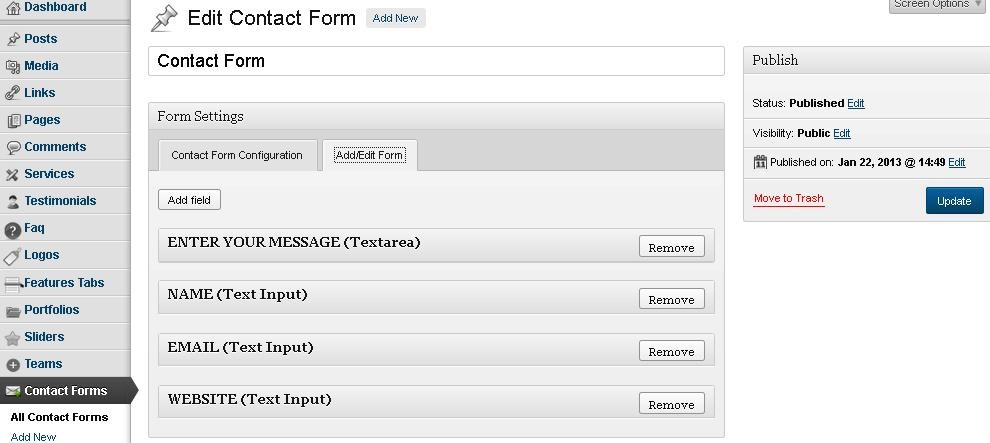 Dashboard
Posts
Media
Links
Pages
Comments
Services
Testimonials
Faq
Logos
Features Tabs
Portfolios
Sliders
Teams
Contact Forms
All Contact Forms
Add New
Screen Options
Edit Contact Form Add New
Contact Form
Form Settings
Contact Form Configuration Add/Edit Form
Add field
ENTER YOUR MESSAGE (Textarea) Remove
NAME (Text Input) Remove
EMAIL (Text Input) Remove
WEBSITE (Text Input) Remove
Publish
Status: Published Edit
Visibility: Public Edit
Published on: Jan 22, 2013 @ 14:49 Edit
Move to Trash Update